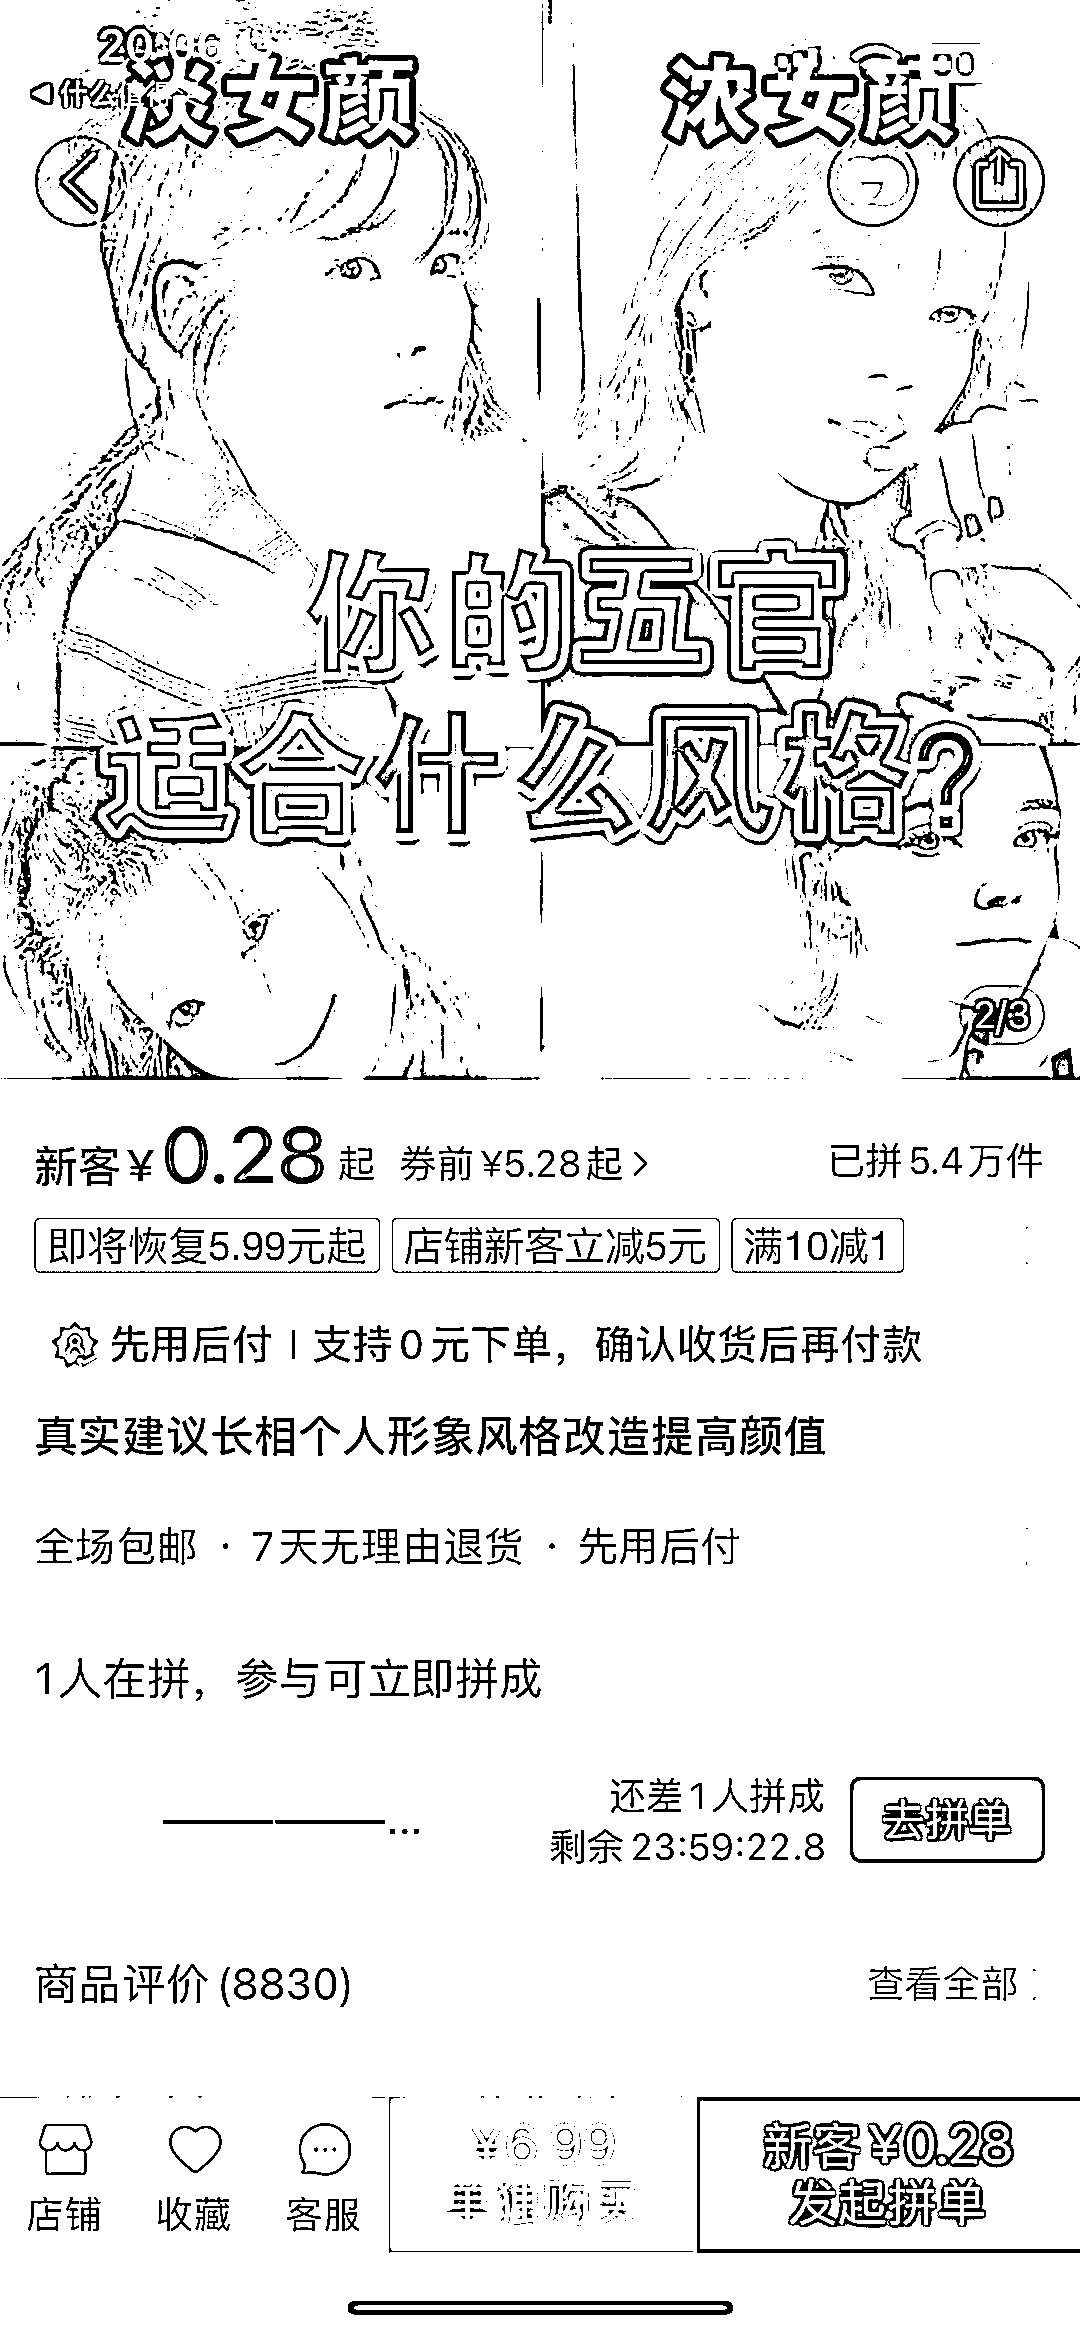 20:06
什么值得
淡女颜
浓女颜
你的五官
适合什么风格?
2/3
新客¥0.28起 券前¥5.28起 已拼5.4万件
即将恢复5.99元起 店铺新客立减5元 满10减1
先用后付 | 支持0元下单，确认收货后再付款
真实建议长相个人形象风格改造提高颜值
全场包邮 · 7天无理由退货 · 先用后付
1人在拼，参与可立即拼成
还差1人拼成
剩余23:59:22.8
去拼单
商品评价(8830) 查看全部
店铺 收藏 客服
¥6.99
单独购买
新客¥0.28
发起拼单